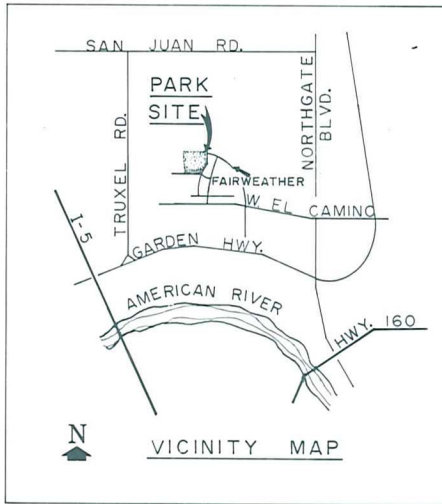 SAN JUAN RD.
PARK
SITE
NORTHGATE
BLVD.
TRUXEL RD.
FAIRWEATHER
W. EL CAMINO
I-5
GARDEN HWY.
AMERICAN RIVER
HWY. 160
N
VICINITY MAP